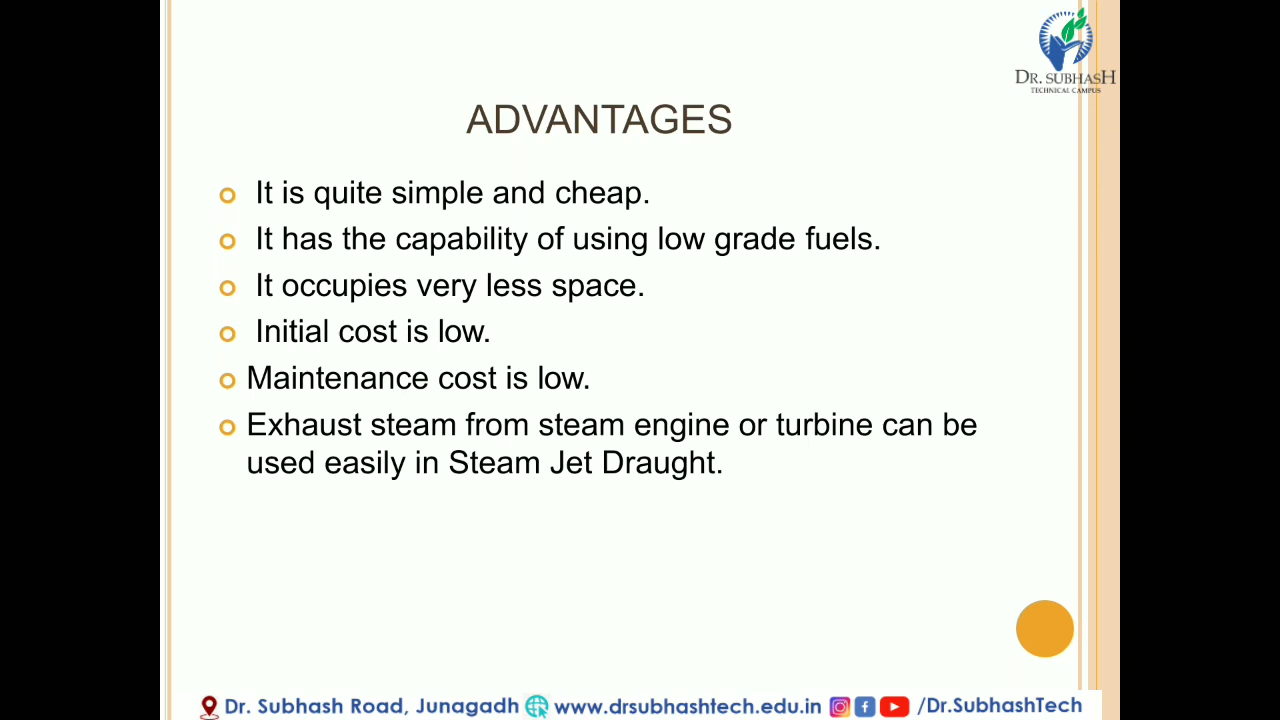 DR. SUBHASH
TECHNICAL CAMPUS
ADVANTAGES
It is quite simple and cheap.
It has the capability of using low grade fuels.
It occupies very less space.
Initial cost is low.
Maintenance cost is low.
Exhaust steam from steam engine or turbine can be
used easily in Steam Jet Draught.
Dr. Subhash Road, Junagadh www.drsubhashtech.edu.in /Dr.SubhashTech